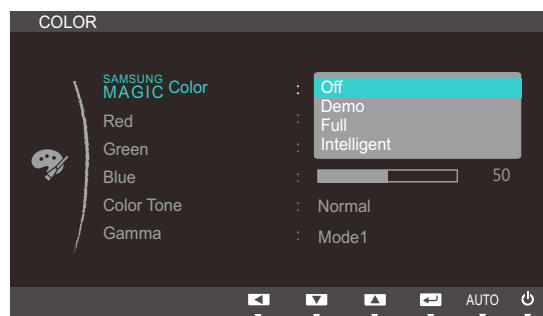 COLOR
SAMSUNG MAGIC Color : Off
Demo
Red : Full
Green : Intelligent
Blue : 50
Color Tone : Normal
Gamma : Mode1
AUTO